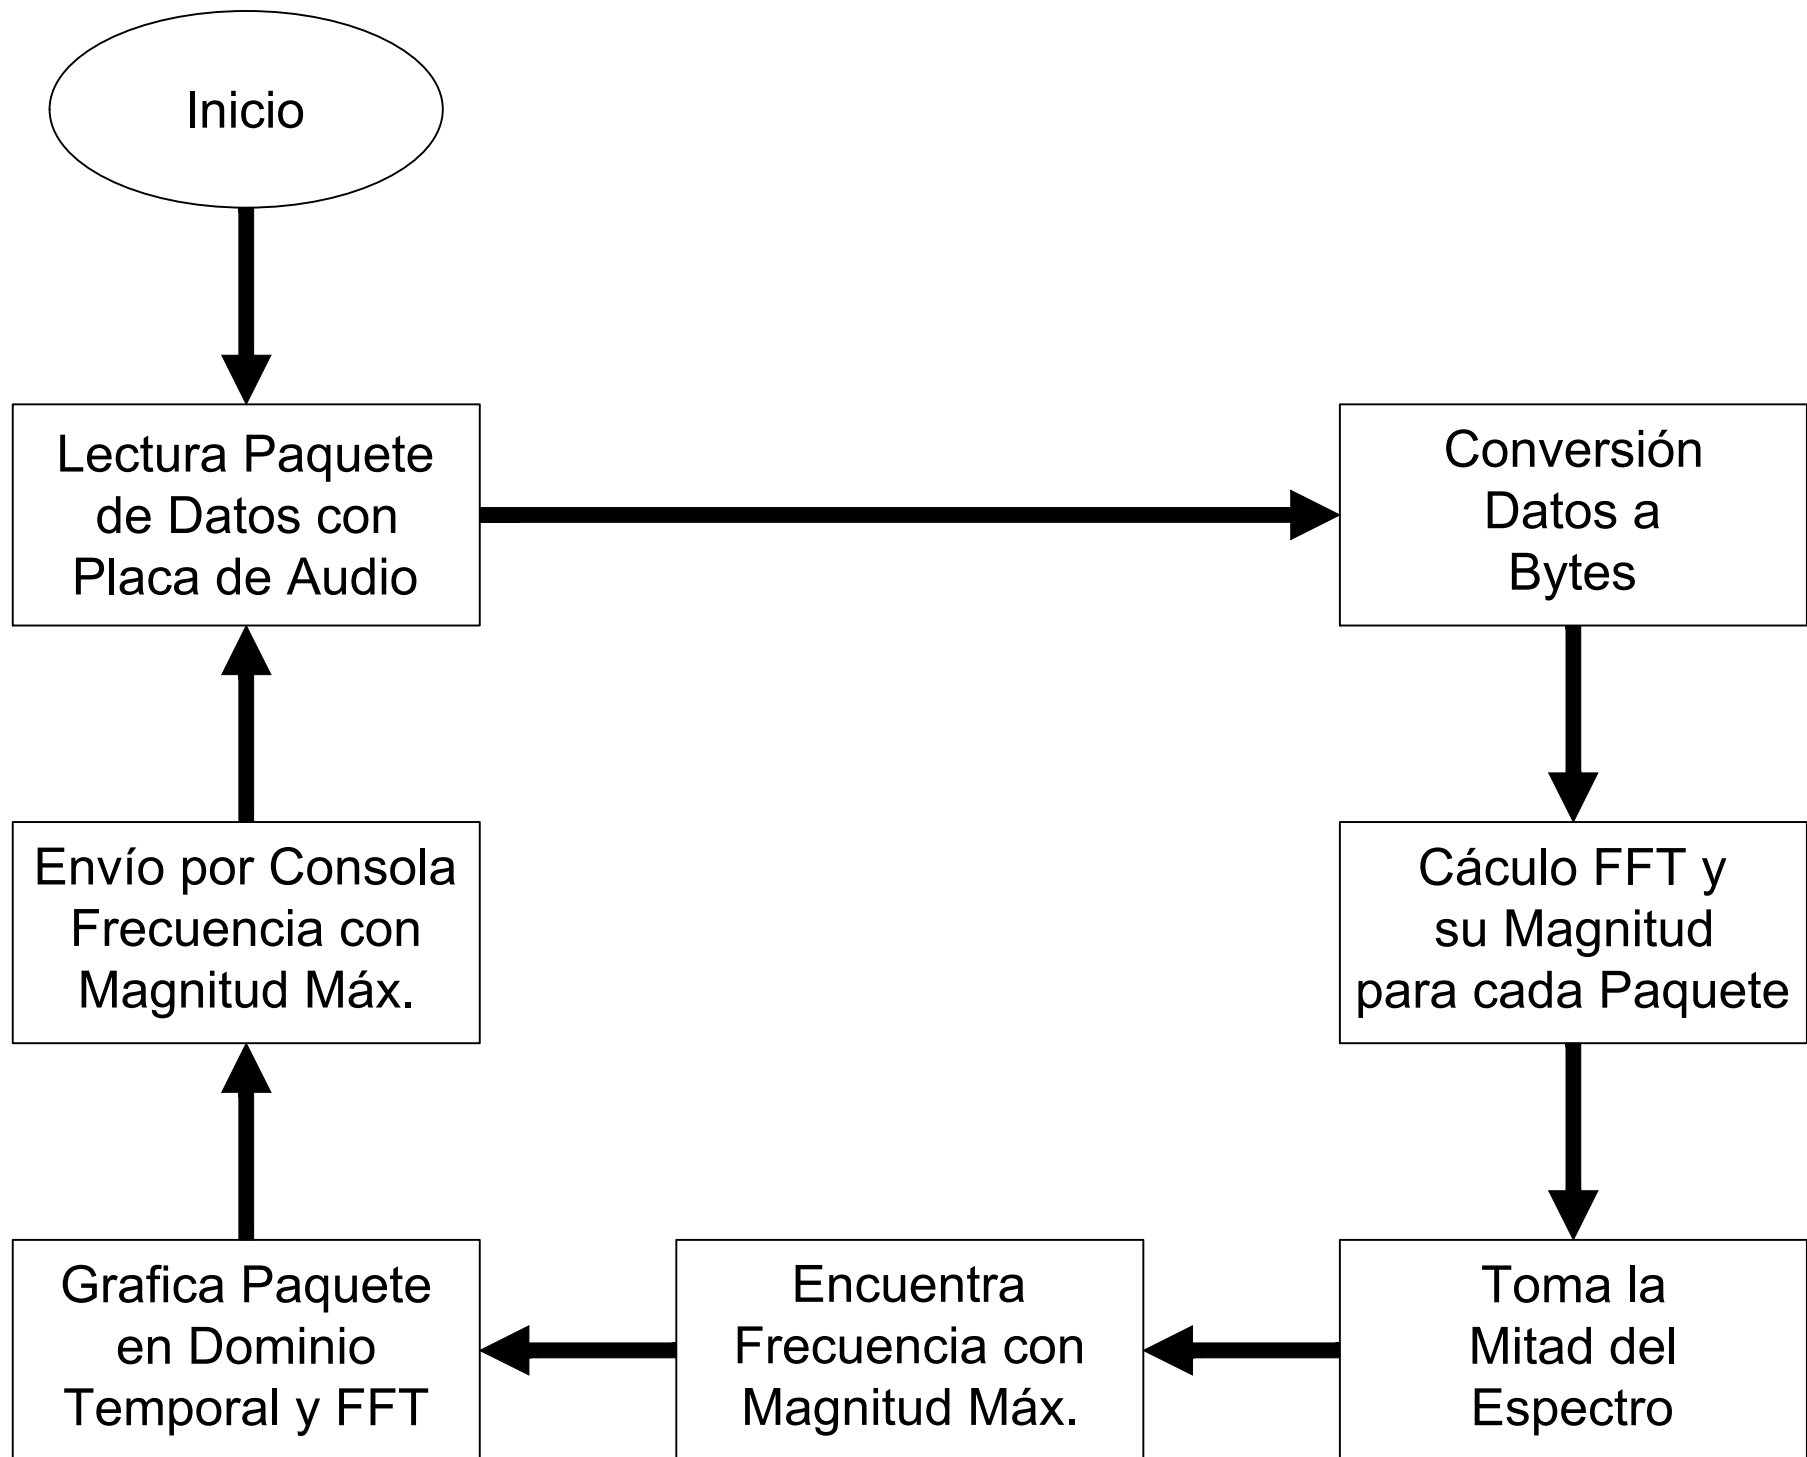 Inicio
Lectura Paquete
de Datos con
Placa de Audio
Conversión
Datos a
Bytes
Envío por Consola
Frecuencia con
Magnitud Máx.
Cáculo FFT y
su Magnitud
para cada Paquete
Grafica Paquete
en Dominio
Temporal y FFT
Encuentra
Frecuencia con
Magnitud Máx.
Toma la
Mitad del
Espectro